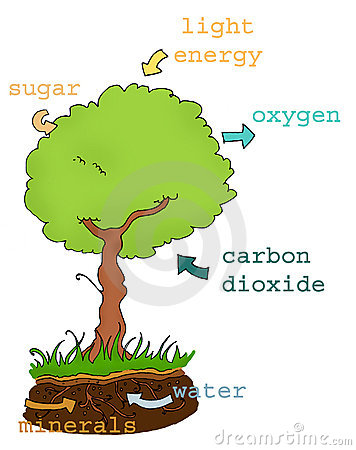 light
energy
sugar
oxygen
carbon
dioxide
water
minerals
dreamstime.com